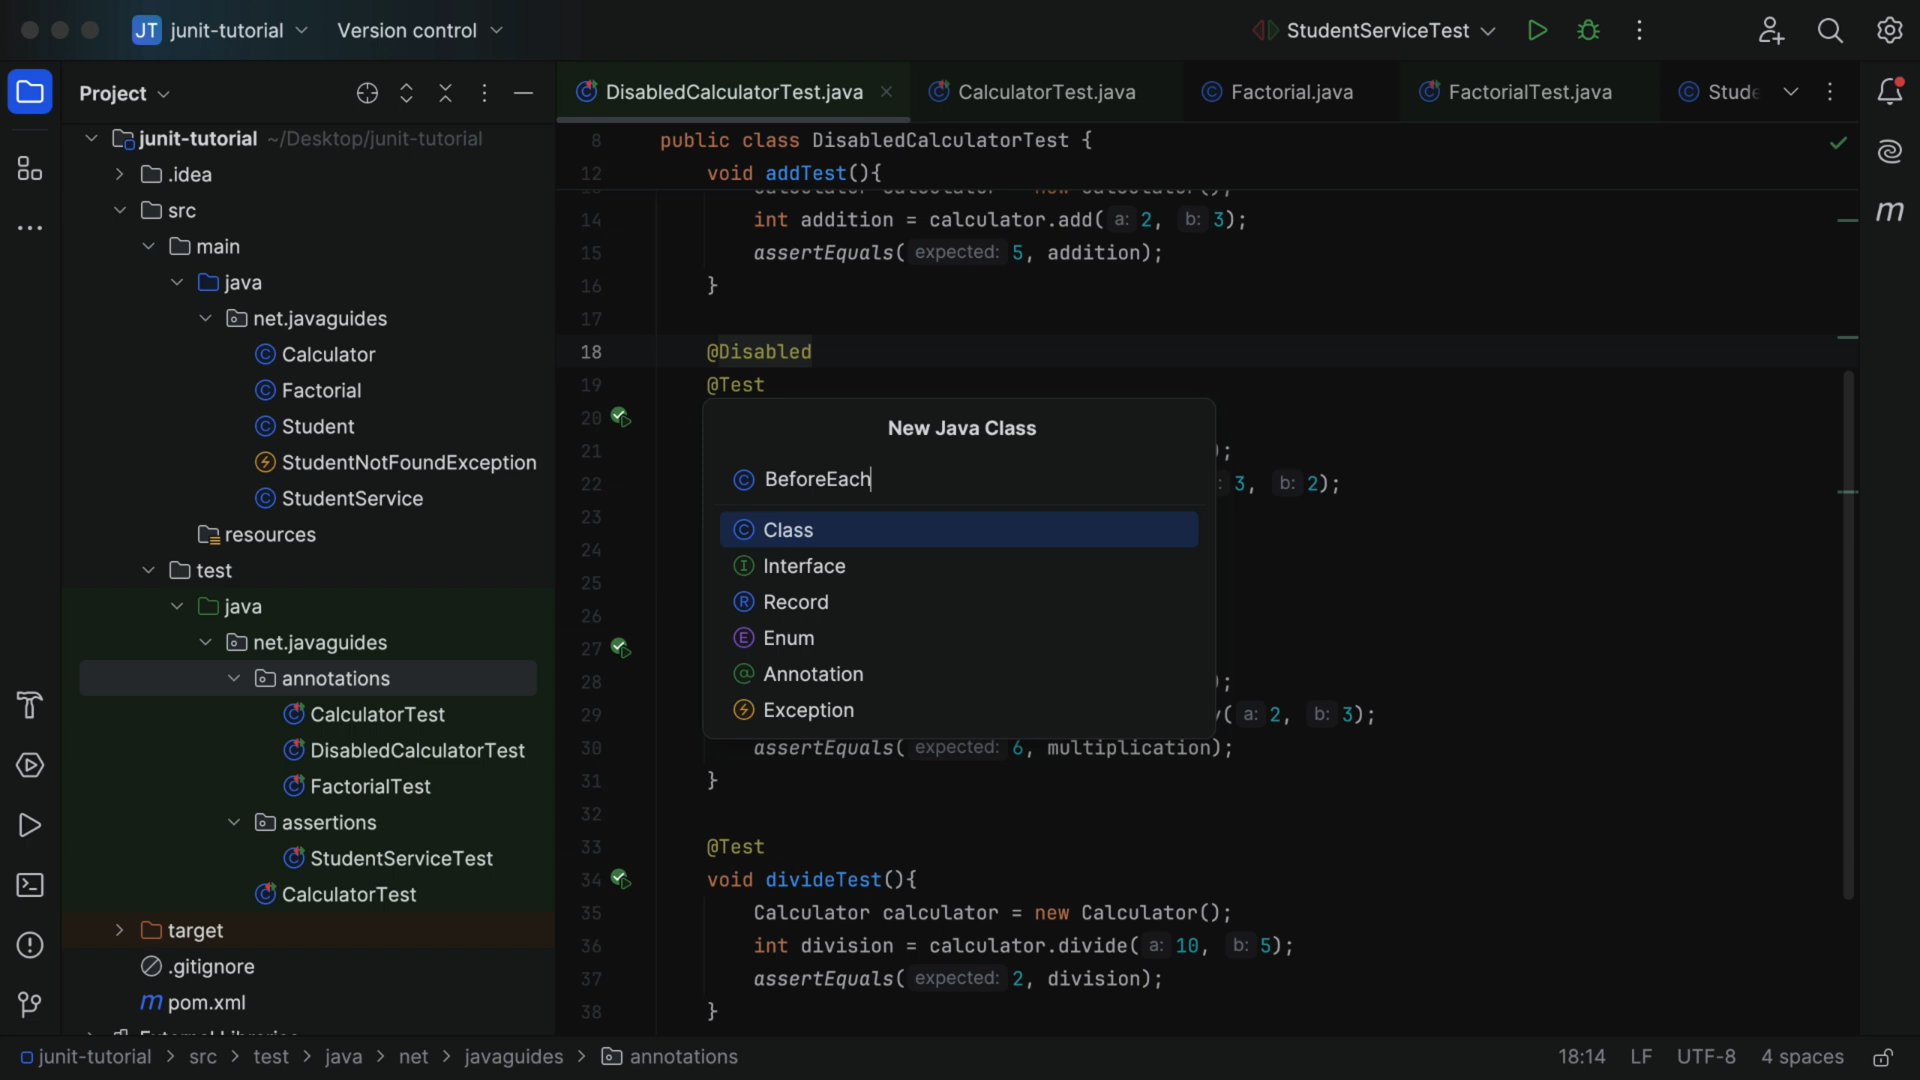 JT junit-tutorial Version control StudentServiceTest
Project
DisabledCalculatorTest.java CalculatorTest.java Factorial.java FactorialTest.java
junit-tutorial ~/Desktop/junit-tutorial
.idea
src
main
java
net.javaguides
Calculator
Factorial
Student
StudentNotFoundException
StudentService
resources
test
java
net.javaguides
annotations
CalculatorTest
DisabledCalculatorTest
FactorialTest
assertions
StudentServiceTest
CalculatorTest
target
.gitignore
m pom.xml
8 public class DisabledCalculatorTest {
12 void addTest(){
14 int addition = calculator.add( a: 2, b: 3);
15 assertEquals( expected: 5, addition);
16 }
17
18 @Disabled
19 @Test
20
21 );
22 : 3, b: 2);
23
24
25
26
27
28 );
29 ( a: 2, b: 3);
30 assertEquals( expected: 6, multiplication);
31 }
32
33 @Test
34 void divideTest(){
35 Calculator calculator = new Calculator();
36 int division = calculator.divide( a: 10, b: 5);
37 assertEquals( expected: 2, division);
38 }
New Java Class
BeforeEach
Class
Interface
Record
Enum
Annotation
Exception
m
junit-tutorial > src > test > java > net > javaguides > annotations 18:14 LF UTF-8 4 spaces